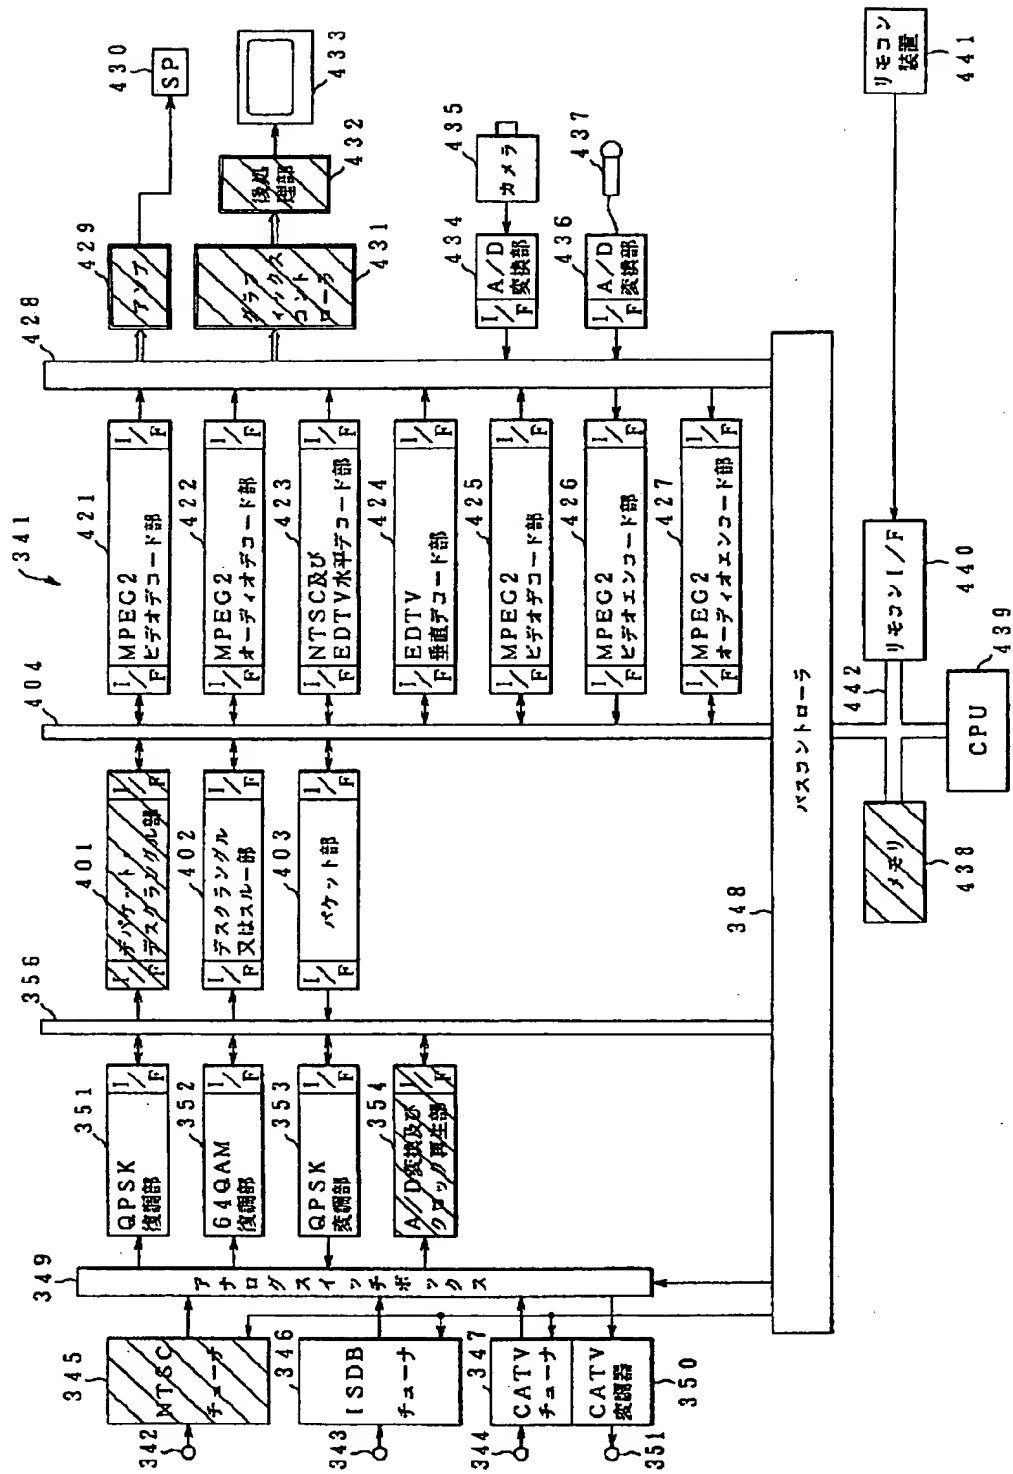 341
342
343
344
351
345
NTSC
チューナ
346
ISDB
チューナ
347
CATV
チューナ
CATV
変調器
350
349
アナログスイッチボックス
351
QPSK
復調部
I/F
352
64QAM
復調部
I/F
353
QPSK
変調部
I/F
354
A/D変換及び
クロック再生部
I/F
356
401
I/F
デパケット・
デスクランブル部
I/F
402
I/F
デスクランブル
又はスルー部
I/F
403
I/F
パケット部
I/F
404
421
I/F
MPEG2
ビデオデコード部
I/F
422
I/F
MPEG2
オーディオデコード部
I/F
423
I/F
NTSC及び
EDTV水平デコード部
I/F
424
I/F
EDTV
垂直デコード部
I/F
425
I/F
MPEG2
ビデオデコード部
I/F
426
I/F
MPEG2
ビデオエンコード部
I/F
427
I/F
MPEG2
オーディオエンコード部
I/F
428
429
アンプ
430
SP
431
グラフ
ィックス
コント
ローラ
432
後処
理部
433
434
I/F
A/D
変換部
435
カメラ
436
I/F
A/D
変換部
437
348
バスコントローラ
438
メモリ
439
CPU
442
440
リモコンI/F
441
リモコン
装置